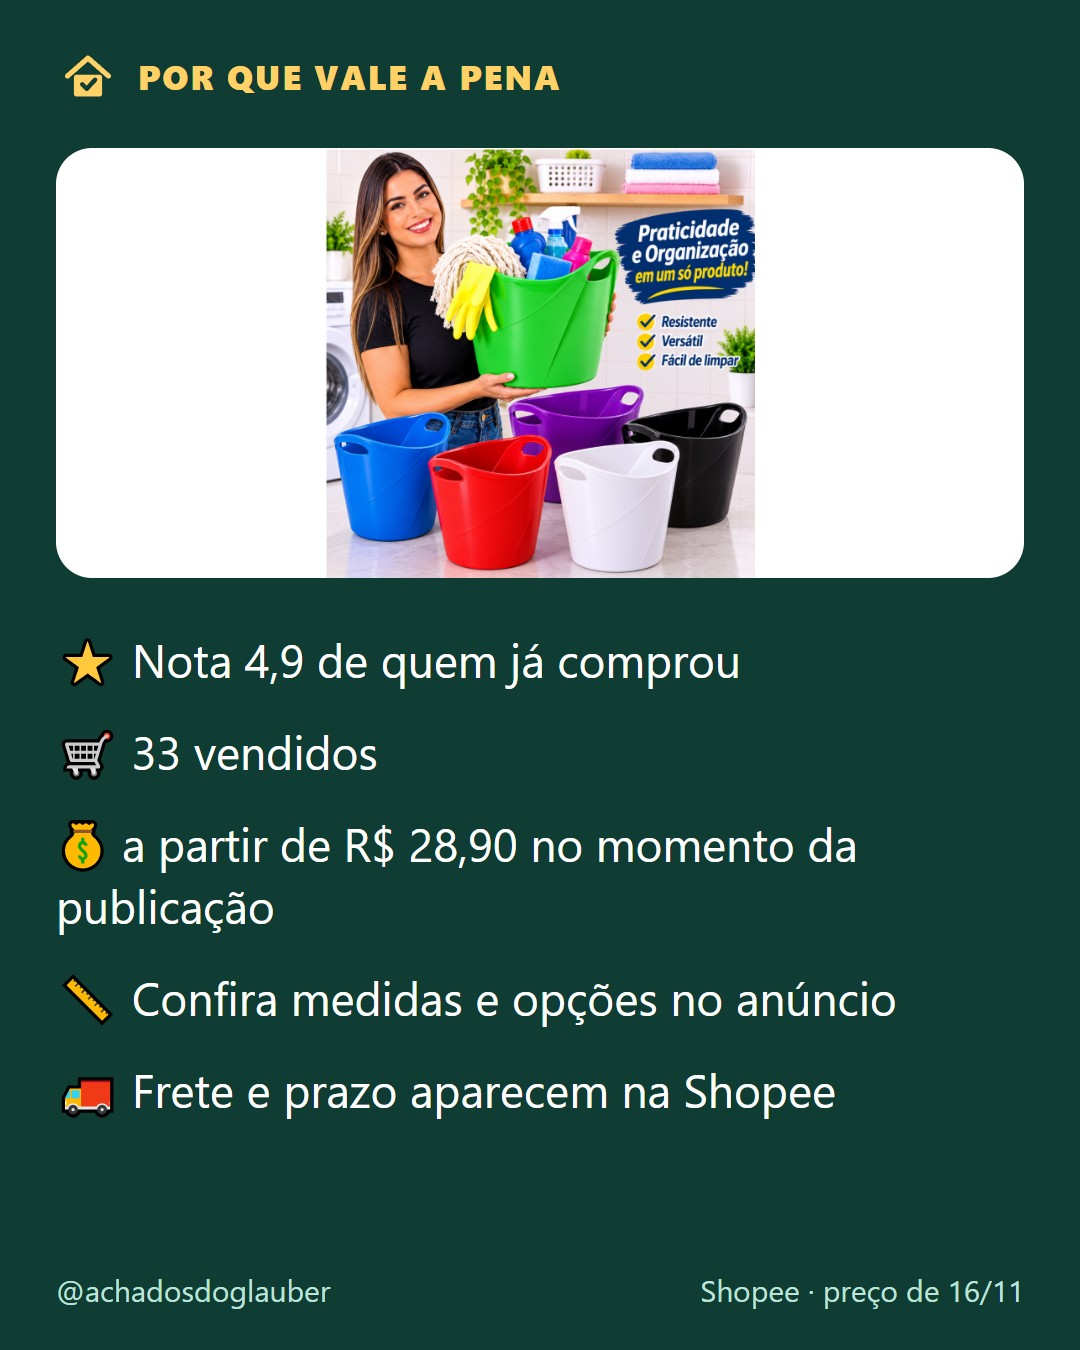 POR QUE VALE A PENA
Praticidade
e Organização
em um só produto!
Resistente
Versátil
Fácil de limpar
Nota 4,9 de quem já comprou
33 vendidos
a partir de R$ 28,90 no momento da
publicação
Confira medidas e opções no anúncio
Frete e prazo aparecem na Shopee
@achadosdoglauber
Shopee · preço de 16/11